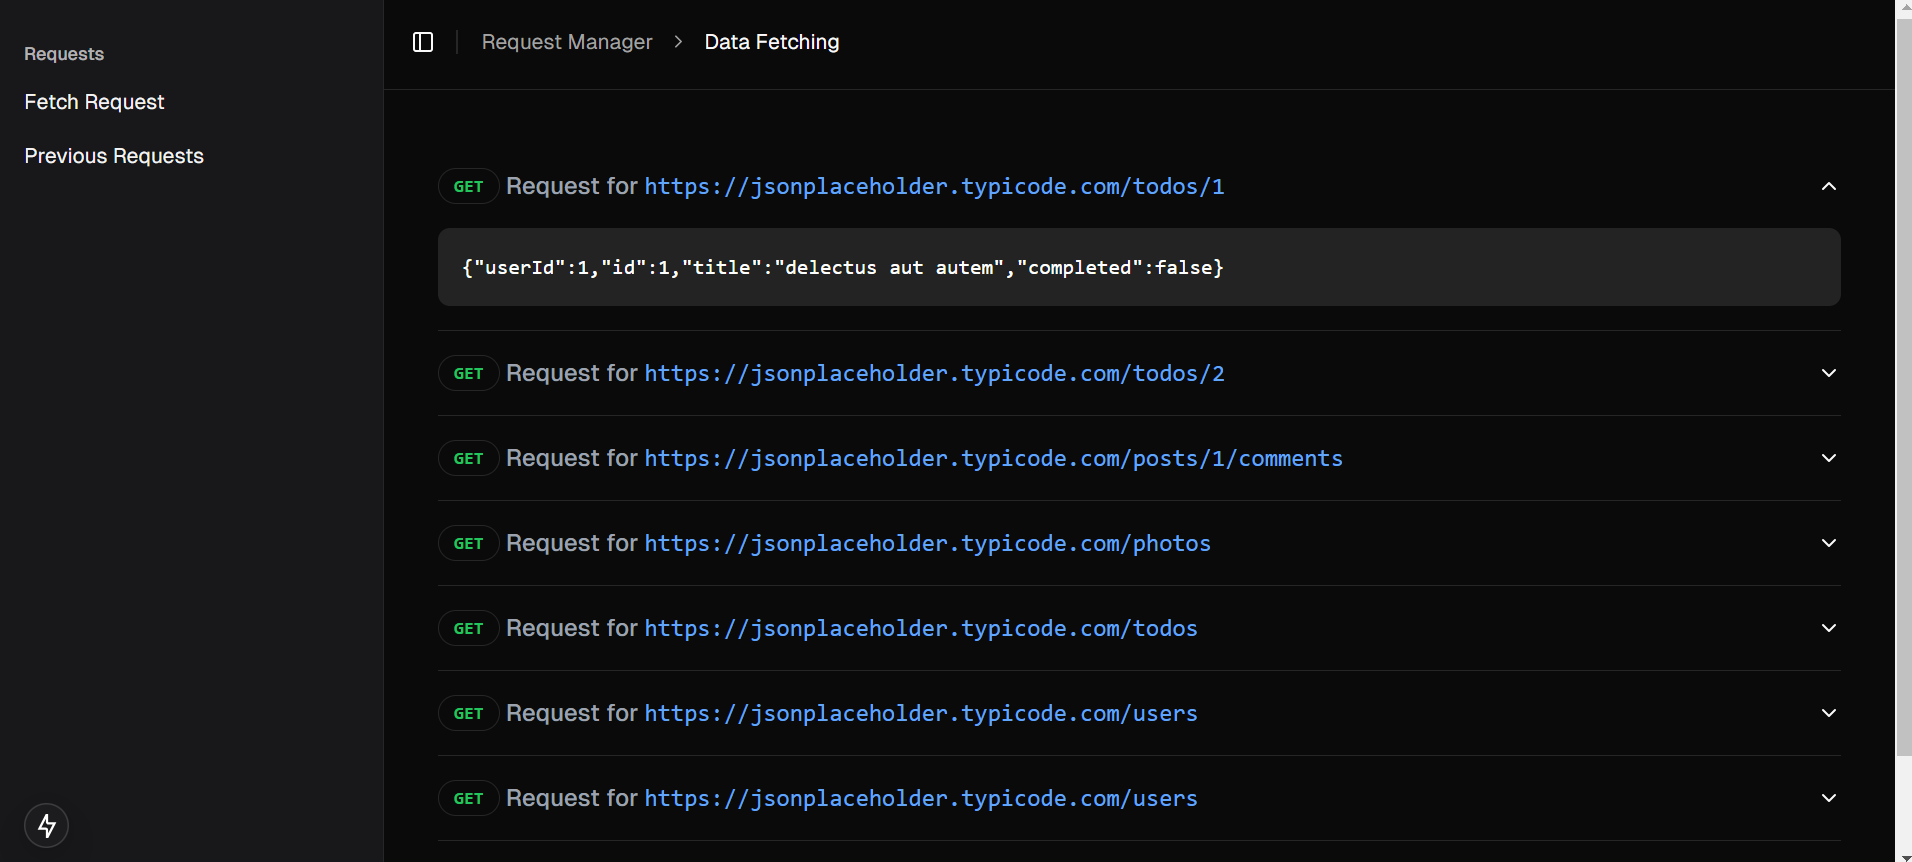 Requests
Fetch Request
Previous Requests
Request Manager > Data Fetching
GET Request for https://jsonplaceholder.typicode.com/todos/1
{"userId":1,"id":1,"title":"delectus aut autem","completed":false}
GET Request for https://jsonplaceholder.typicode.com/todos/2
GET Request for https://jsonplaceholder.typicode.com/posts/1/comments
GET Request for https://jsonplaceholder.typicode.com/photos
GET Request for https://jsonplaceholder.typicode.com/todos
GET Request for https://jsonplaceholder.typicode.com/users
GET Request for https://jsonplaceholder.typicode.com/users